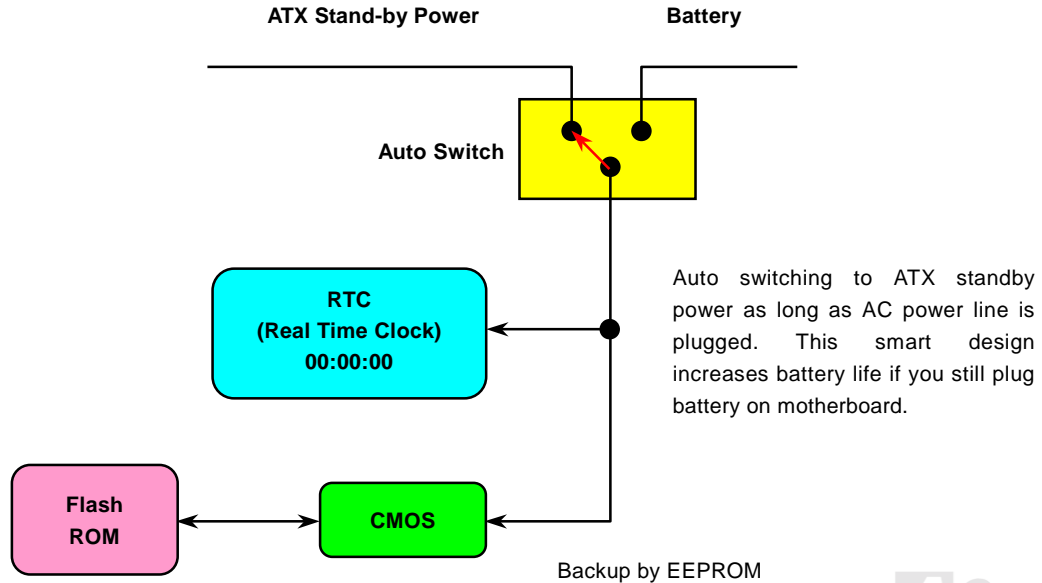 ATX Stand-by Power
Battery
Auto Switch
RTC
(Real Time Clock)
00:00:00
Auto switching to ATX standby
power as long as AC power line is
plugged. This smart design
increases battery life if you still plug
battery on motherboard.
Flash
ROM
CMOS
Backup by EEPROM